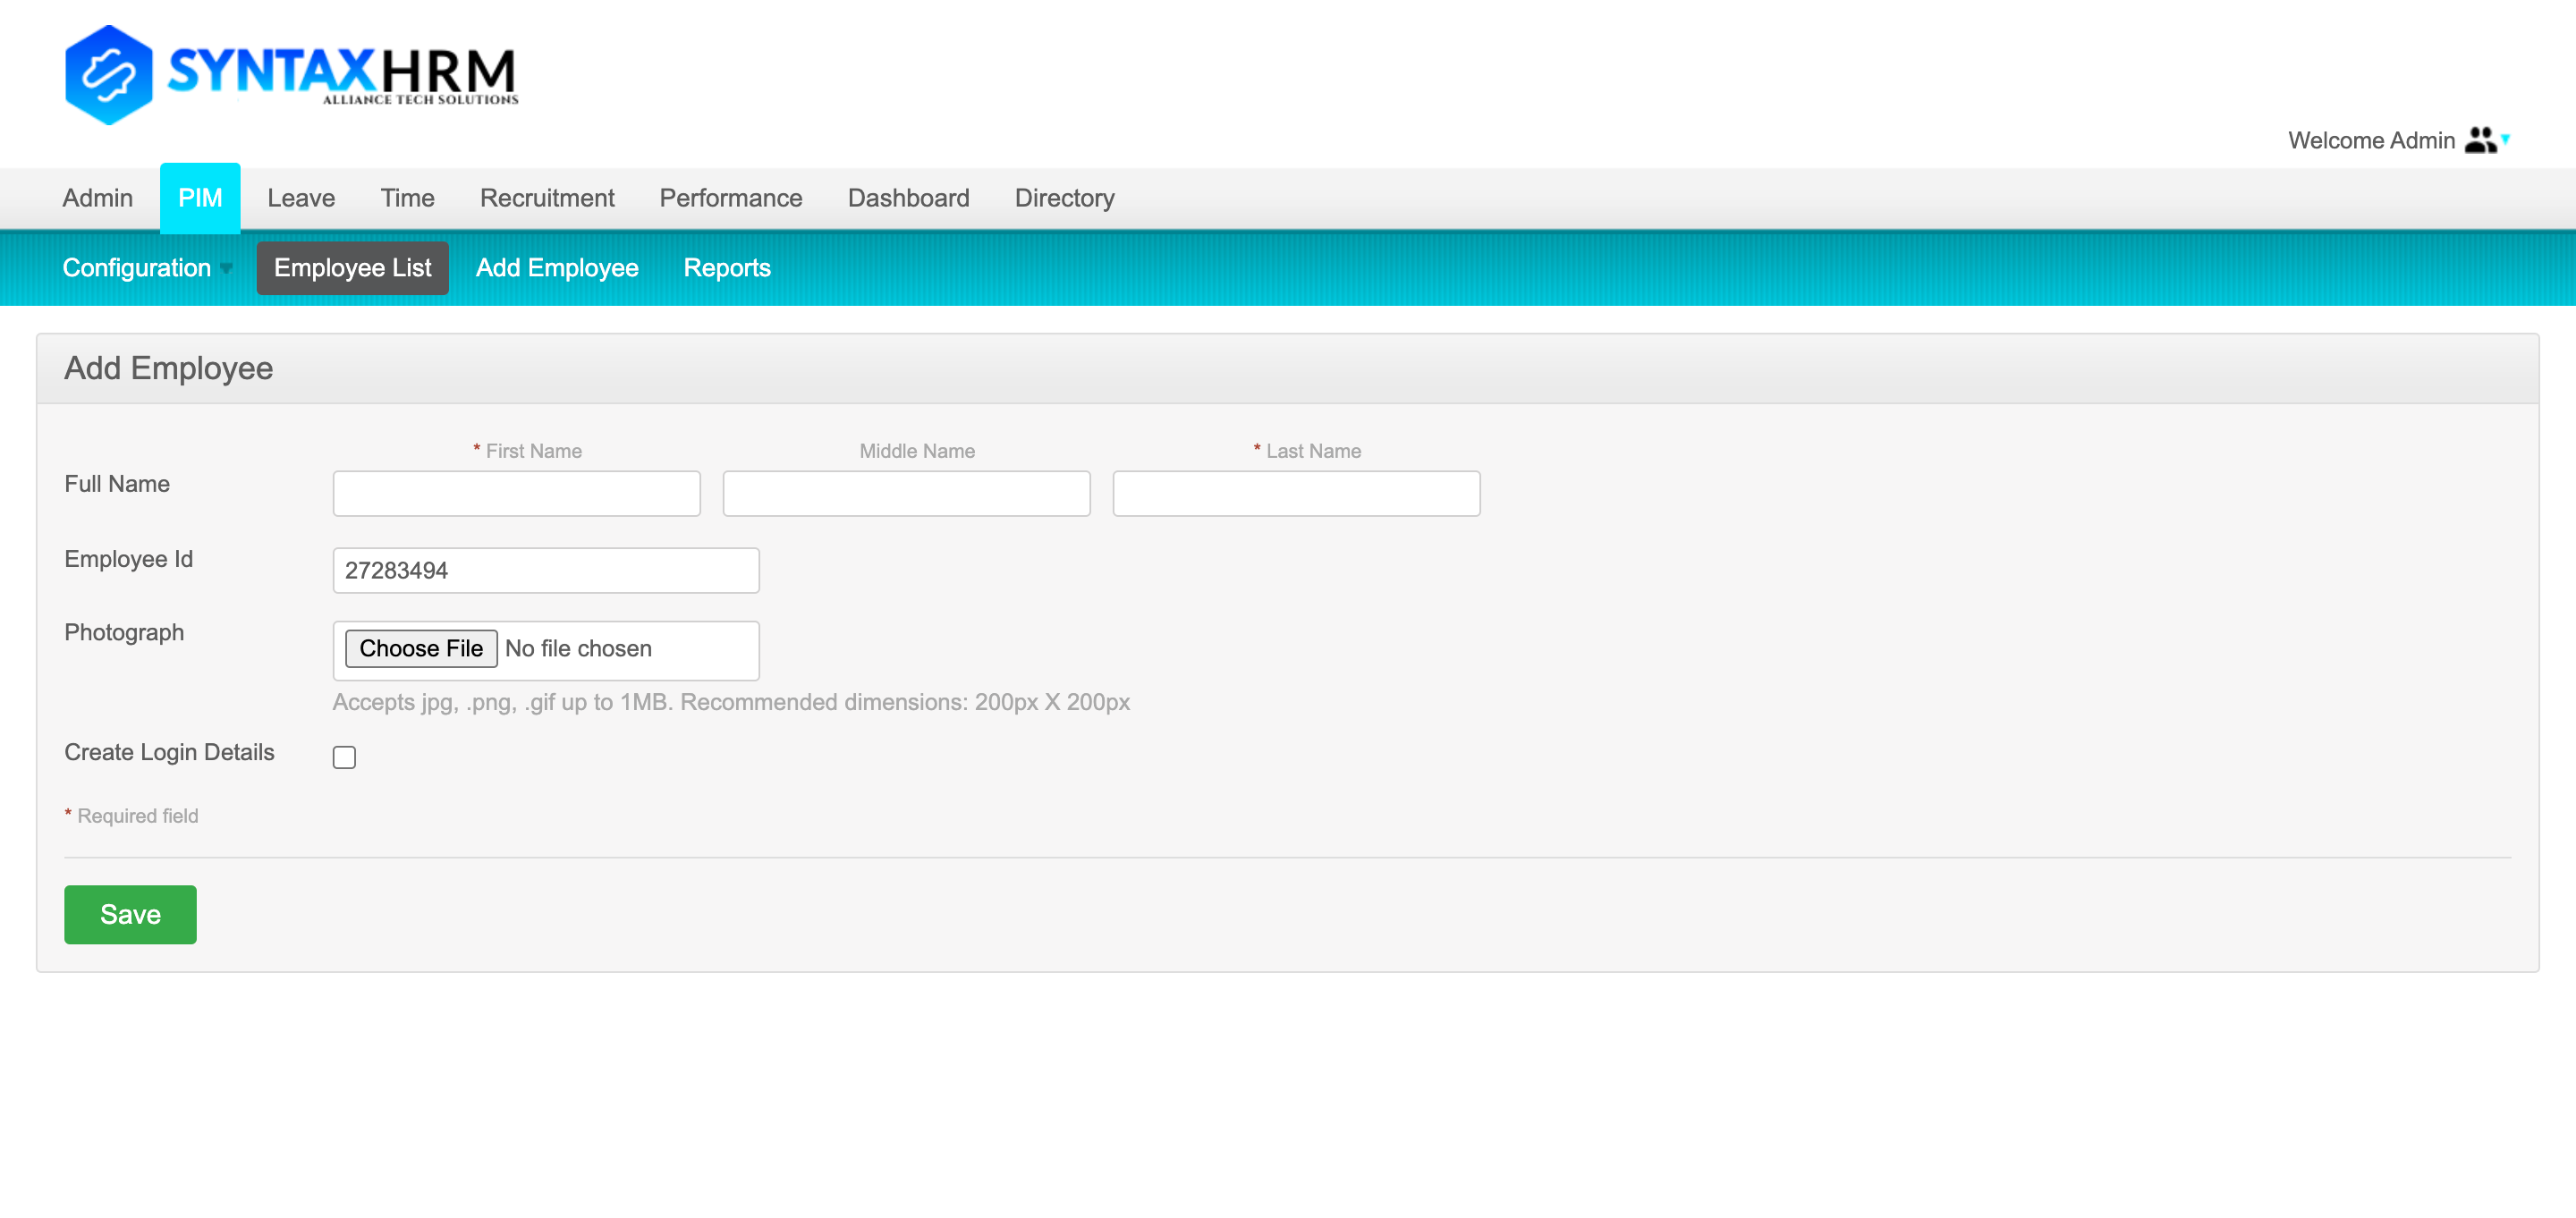 SYNTAXHRM
ALLIANCE TECH SOLUTIONS
Welcome Admin
Admin PIM Leave Time Recruitment Performance Dashboard Directory
Configuration Employee List Add Employee Reports
Add Employee
* First Name Middle Name * Last Name
Full Name
Employee Id 27283494
Photograph Choose File No file chosen
Accepts jpg, .png, .gif up to 1MB. Recommended dimensions: 200px X 200px
Create Login Details
* Required field
Save